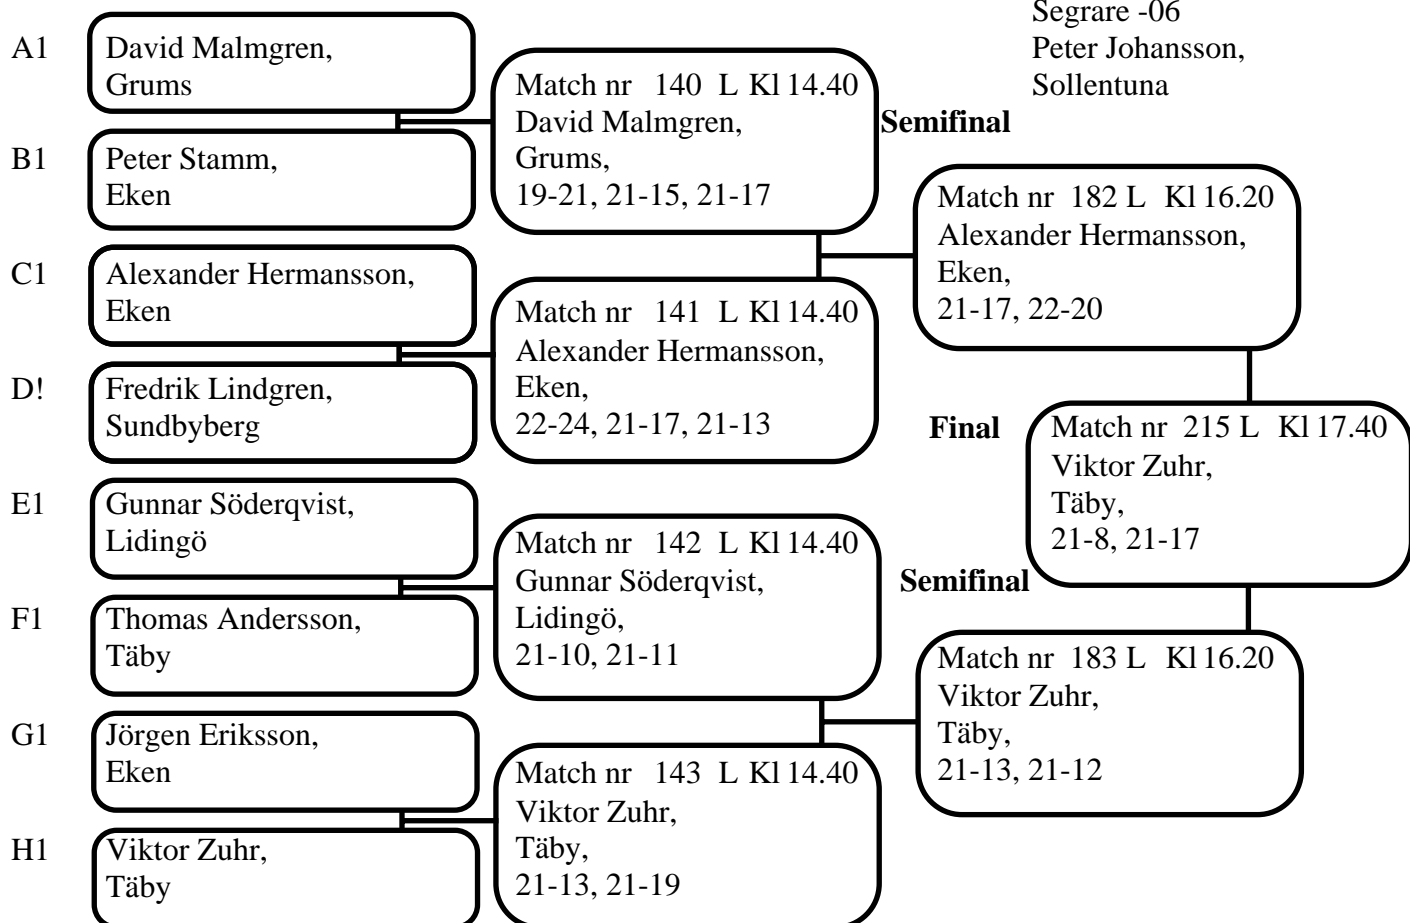 Segrare -06
Peter Johansson,
Sollentuna
A1
David Malmgren,
Grums
B1
Peter Stamm,
Eken
C1
Alexander Hermansson,
Eken
D!
Fredrik Lindgren,
Sundbyberg
E1
Gunnar Söderqvist,
Lidingö
F1
Thomas Andersson,
Täby
G1
Jörgen Eriksson,
Eken
H1
Viktor Zuhr,
Täby
Match nr 140 L Kl 14.40
David Malmgren,
Grums,
19-21, 21-15, 21-17
Match nr 141 L Kl 14.40
Alexander Hermansson,
Eken,
22-24, 21-17, 21-13
Match nr 142 L Kl 14.40
Gunnar Söderqvist,
Lidingö,
21-10, 21-11
Match nr 143 L Kl 14.40
Viktor Zuhr,
Täby,
21-13, 21-19
Semifinal
Match nr 182 L Kl 16.20
Alexander Hermansson,
Eken,
21-17, 22-20
Semifinal
Match nr 183 L Kl 16.20
Viktor Zuhr,
Täby,
21-13, 21-12
Final
Match nr 215 L Kl 17.40
Viktor Zuhr,
Täby,
21-8, 21-17